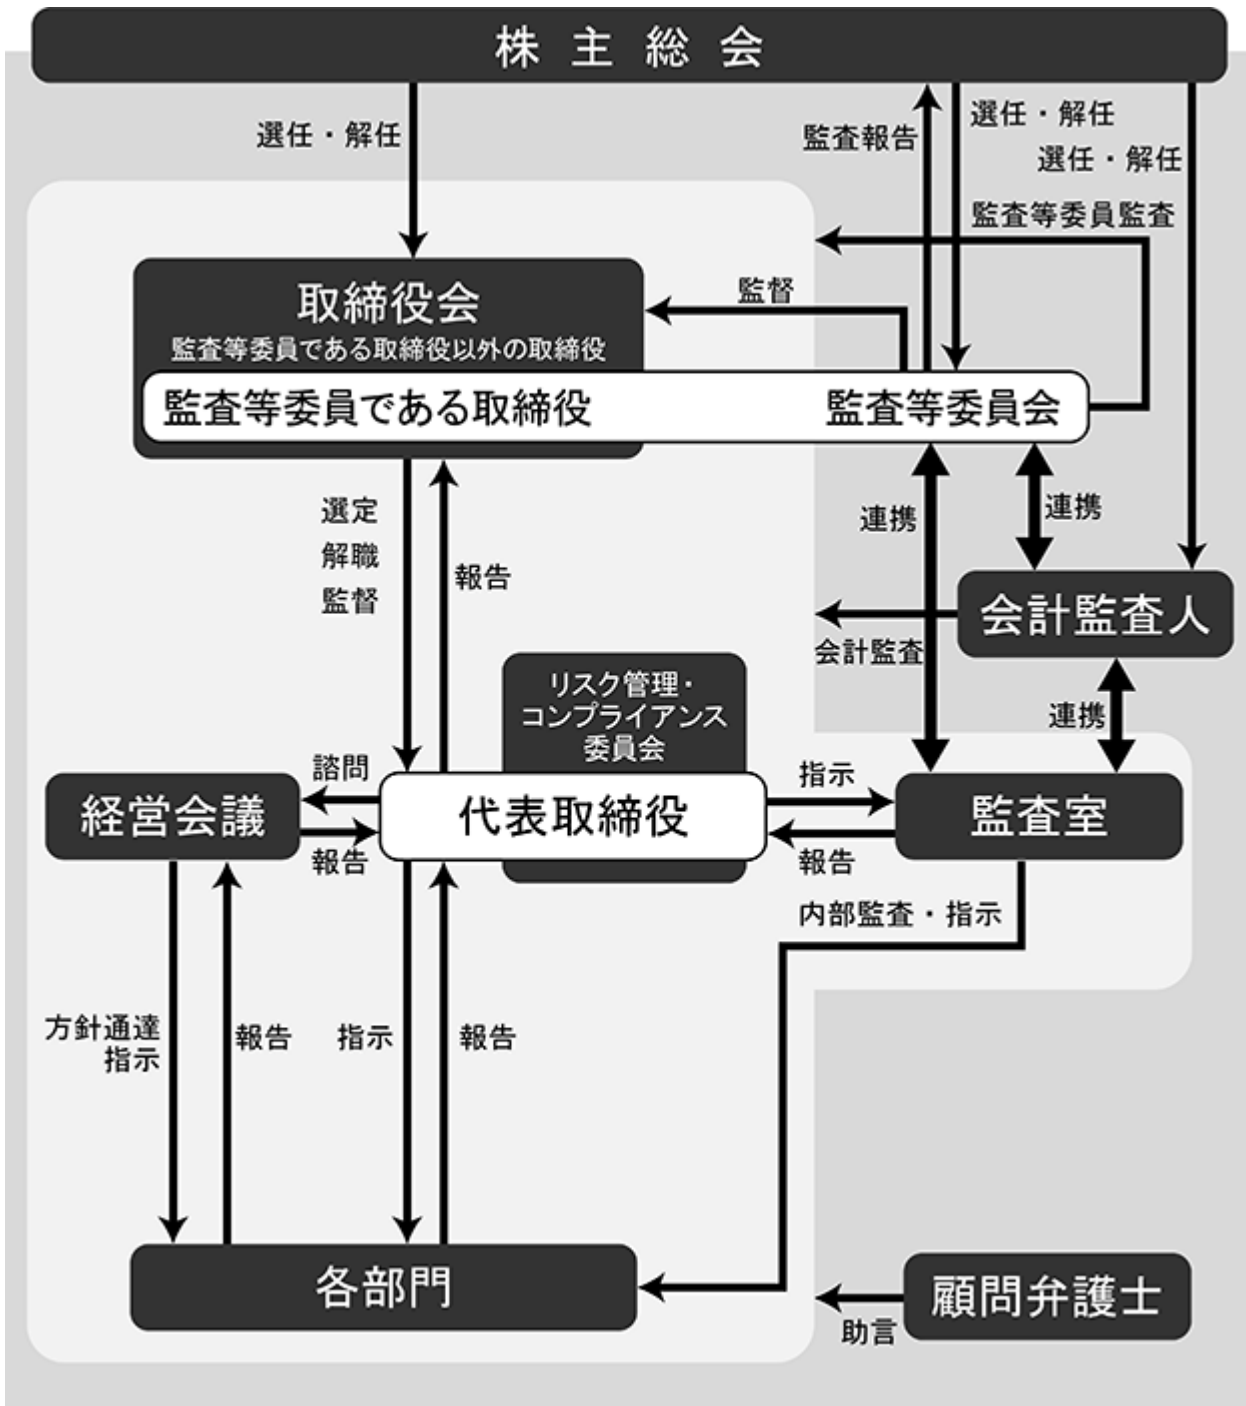 株主総会
選任・解任
監査報告
選任・解任
選任・解任
監査等委員監査
取締役会
監査等委員である取締役以外の取締役
監督
監査等委員である取締役
監査等委員会
選定
解職
監督
報告
連携
連携
会計監査人
会計監査
連携
リスク管理・
コンプライアンス
委員会
諮問
指示
経営会議
代表取締役
監査室
報告
報告
内部監査・指示
方針通達
指示
報告
指示
報告
各部門
顧問弁護士
助言